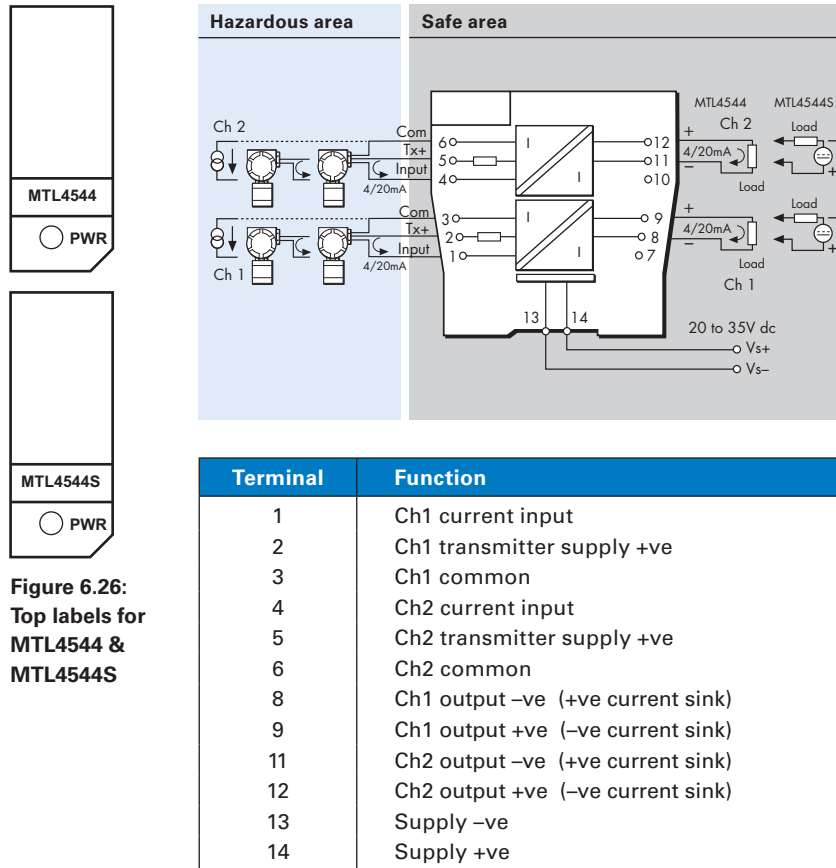 MTL4544
PWR
MTL4544S
PWR
Figure 6.26:
Top labels for
MTL4544 &
MTL4544S
Hazardous area
Safe area
Ch 2
Com
Tx+
Input
4/20mA
Ch 1
Com
Tx+
Input
4/20mA
6
5
4
3
2
1
I
I
I
I
12
11
10
9
8
7
13
14
MTL4544
MTL4544S
Ch 2
+
4/20mA
–
Load
Load
–
+
+
4/20mA
–
Load
Ch 1
Load
–
+
20 to 35V dc
Vs+
Vs–
Terminal Function
1 Ch1 current input
2 Ch1 transmitter supply +ve
3 Ch1 common
4 Ch2 current input
5 Ch2 transmitter supply +ve
6 Ch2 common
8 Ch1 output –ve (+ve current sink)
9 Ch1 output +ve (–ve current sink)
11 Ch2 output –ve (+ve current sink)
12 Ch2 output +ve (–ve current sink)
13 Supply –ve
14 Supply +ve